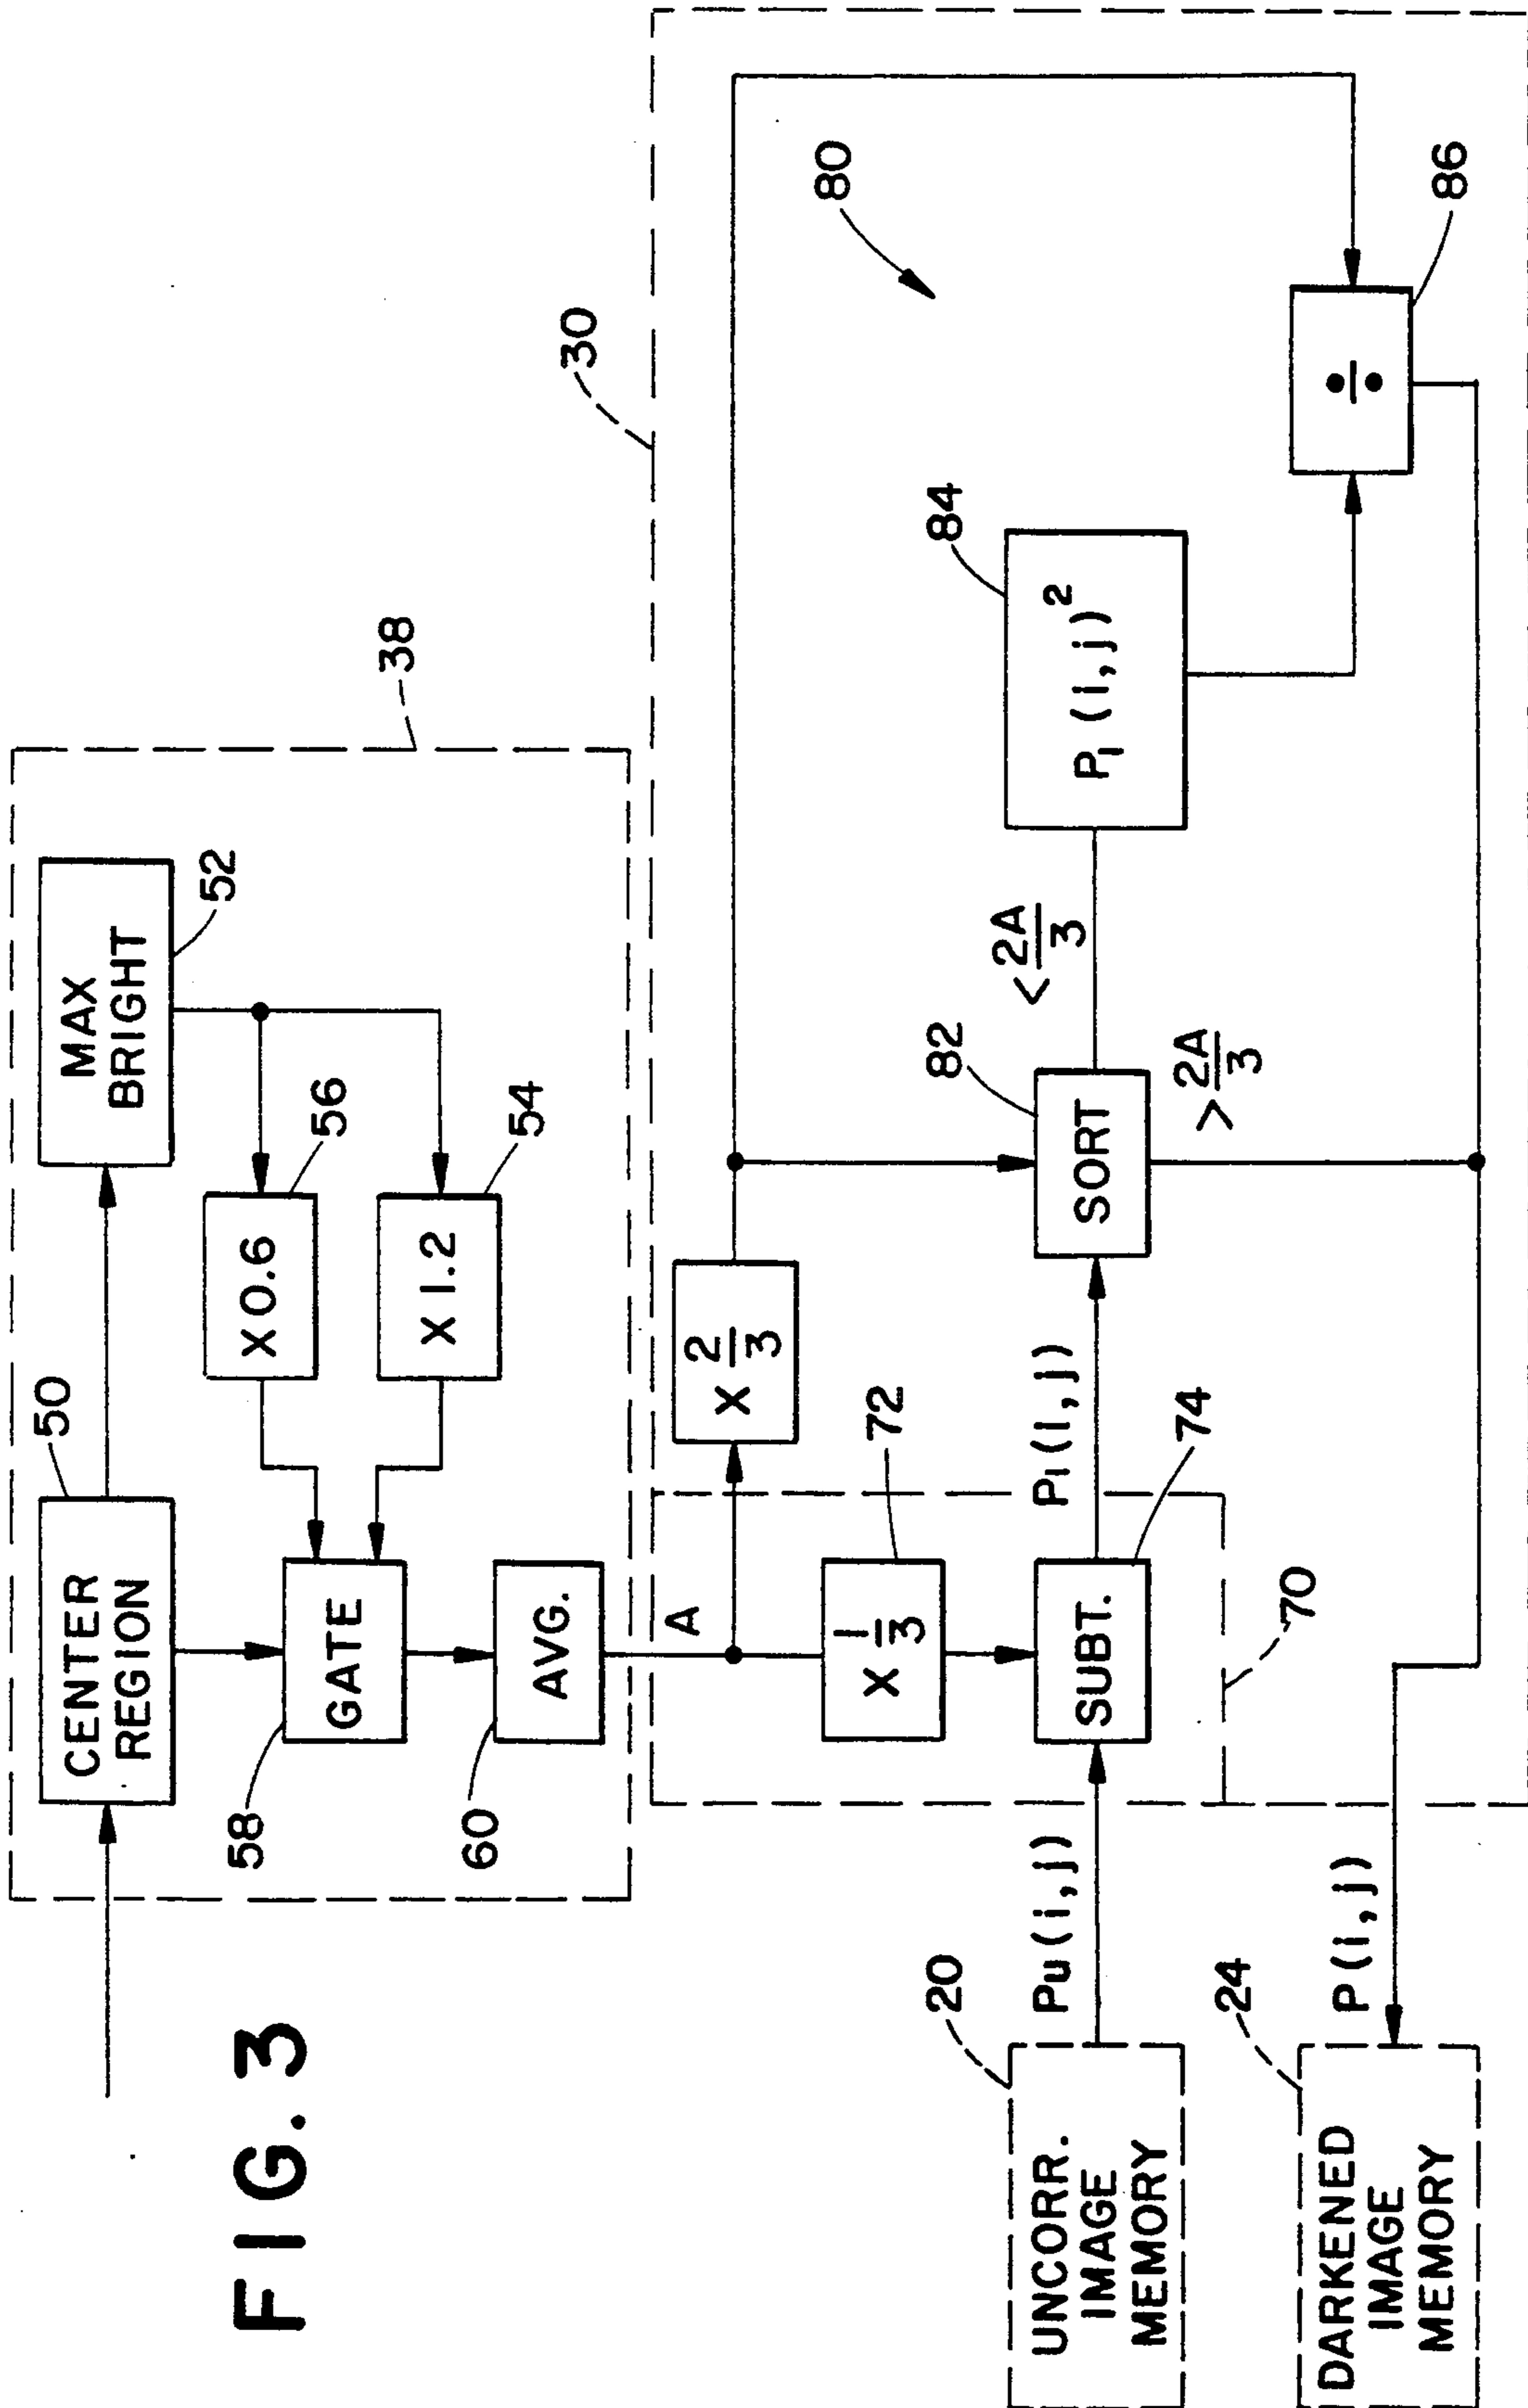 FIG. 3
38
50
CENTER
REGION
MAX
BRIGHT
52
X 0.6
56
X 1.2
54
58
GATE
60
AVG.
A
30
X 2/3
80
X 1/3
72
20
UNCORR.
IMAGE
MEMORY
Pu (i,j)
SUBT.
74
P₁ (i,j)
SORT
82
< 2A/3
> 2A/3
P₁ (i,j)²
84
÷
86
70
24
DARKENED
IMAGE
MEMORY
P (i,j)